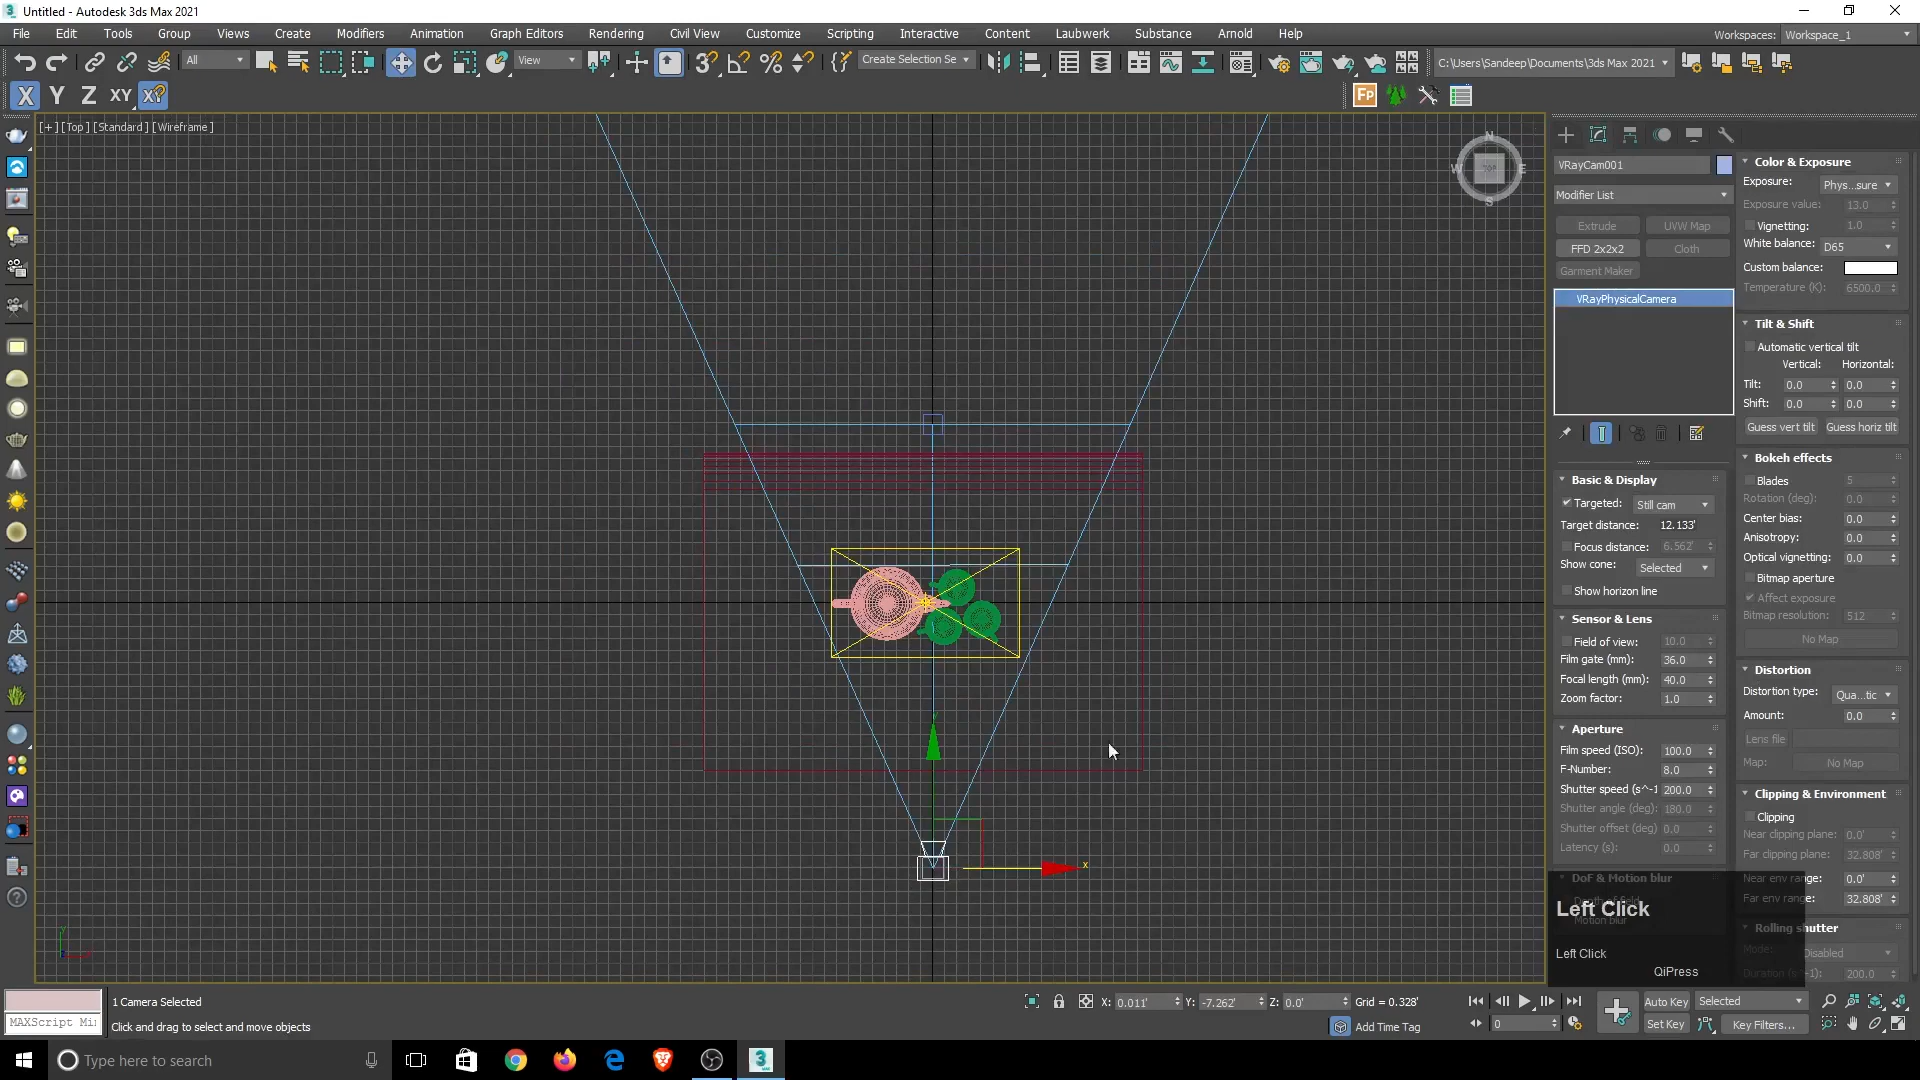 Untitled - Autodesk 3ds Max 2021
File Edit Tools Group Views Create Modifiers Animation Graph Editors Rendering Civil View Customize Scripting Interactive Content Laubwerk Substance Arnold Help
Workspaces: Workspace_1
All View Create Selection Se C:\Users\Sandeep\Documents\3ds Max 2021
X Y Z XY XY Fp
[+] [Top] [Standard] [Wireframe]
N
W TOP E
S
VRayCam001
Modifier List
Extrude UVW Map
FFD 2x2x2 Cloth
Garment Maker
VRayPhysicalCamera
Basic & Display
Targeted: Still cam
Target distance: 12.133'
Focus distance: 6.562'
Show cone: Selected
Show horizon line
Sensor & Lens
Field of view: 10.0
Film gate (mm): 36.0
Focal length (mm): 40.0
Zoom factor: 1.0
Aperture
Film speed (ISO): 100.0
F-Number: 8.0
Shutter speed (s^-1 200.0
Shutter angle (deg): 180.0
Shutter offset (deg) 0.0
Latency (s): 0.0
DoF & Motion blur
Color & Exposure
Exposure: Phys...sure
Exposure value: 13.0
Vignetting: 1.0
White balance: D65
Custom balance:
Temperature (K): 6500.0
Tilt & Shift
Automatic vertical tilt
Vertical: Horizontal:
Tilt: 0.0 0.0
Shift: 0.0 0.0
Guess vert tilt Guess horiz tilt
Bokeh effects
Blades 5
Rotation (deg): 0.0
Center bias: 0.0
Anisotropy: 0.0
Optical vignetting: 0.0
Bitmap aperture
Affect exposure
Bitmap resolution: 512
No Map
Distortion
Distortion type: Qua...tic
Amount: 0.0
Lens file
Map: No Map
Clipping & Environment
Clipping
Near clipping plane: 0.0'
Far clipping plane: 32.808'
Near env range: 0.0'
Far env range: 32.808'
Rolling shutter
Mode: Disabled
Duration (s^-1): 200.0
Left Click
Left Click
QiPress
x
1 Camera Selected
X: 0.011' Y: -7.262' Z: 0.0' Grid = 0.328'
Auto Key Selected
MAXScript Mi
Click and drag to select and move objects
Add Time Tag
0
Set Key Key Filters...
Type here to search
3